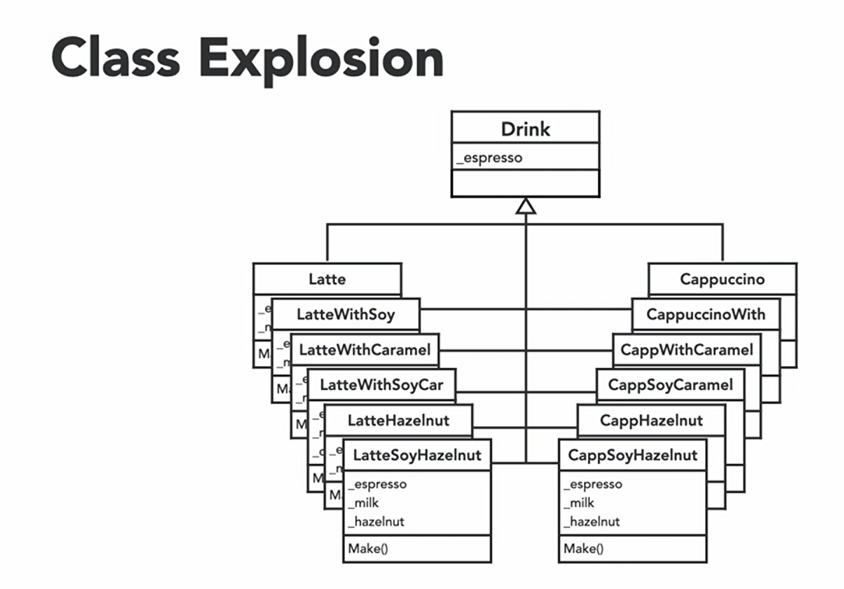 Class Explosion
Drink
_espresso
Latte
Cappuccino
LatteWithSoy
CappuccinoWith
LatteWithCaramel
CappWithCaramel
LatteWithSoyCar
CappSoyCaramel
LatteHazelnut
CappHazelnut
LatteSoyHazelnut
_espresso
_milk
_hazelnut
Make()
CappSoyHazelnut
_espresso
_milk
_hazelnut
Make()